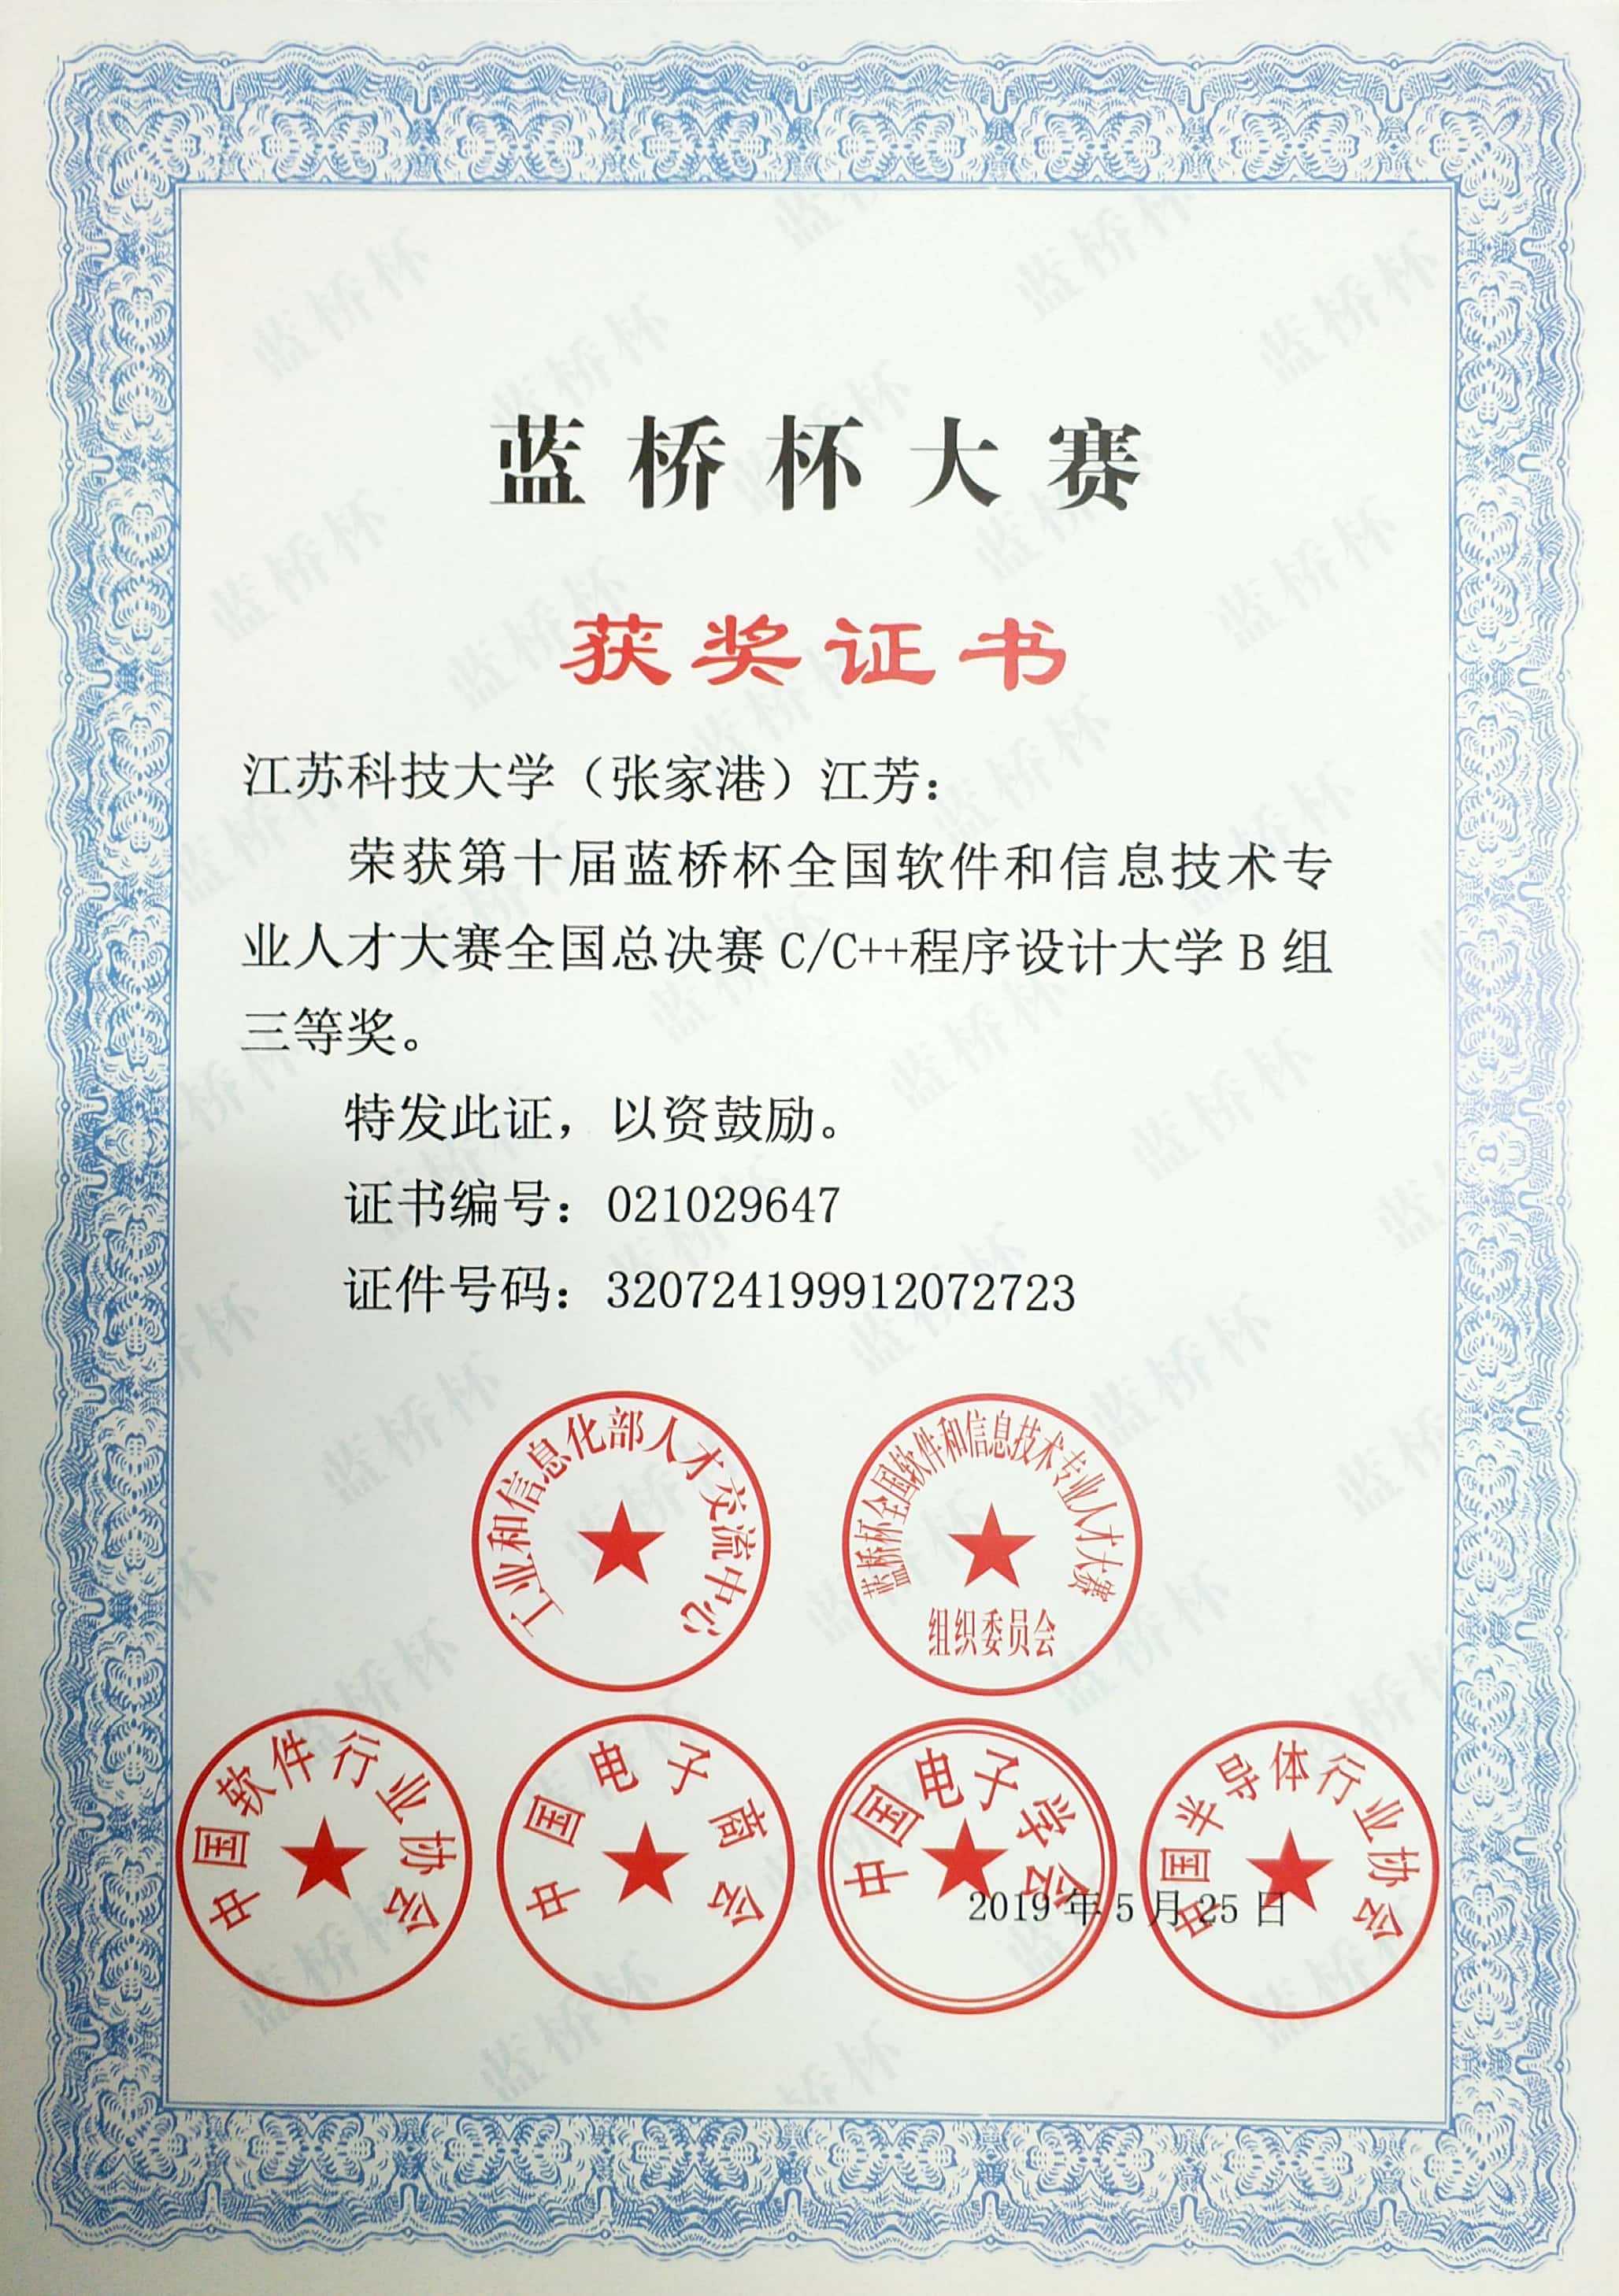 蓝桥杯大赛
获奖证书
江苏科技大学（张家港）江芳：
荣获第十届蓝桥杯全国软件和信息技术专
业人才大赛全国总决赛 C/C++程序设计大学 B 组
三等奖。
特发此证，以资鼓励。
证书编号：021029647
证件号码：320724199912072723
工业和信息化部人才交流中心
蓝桥杯全国软件和信息技术专业人才大赛
组织委员会
中国软件行业协会
中国电子商会
中国电子学会
中国半导体行业协会
2019 年 5 月 25 日